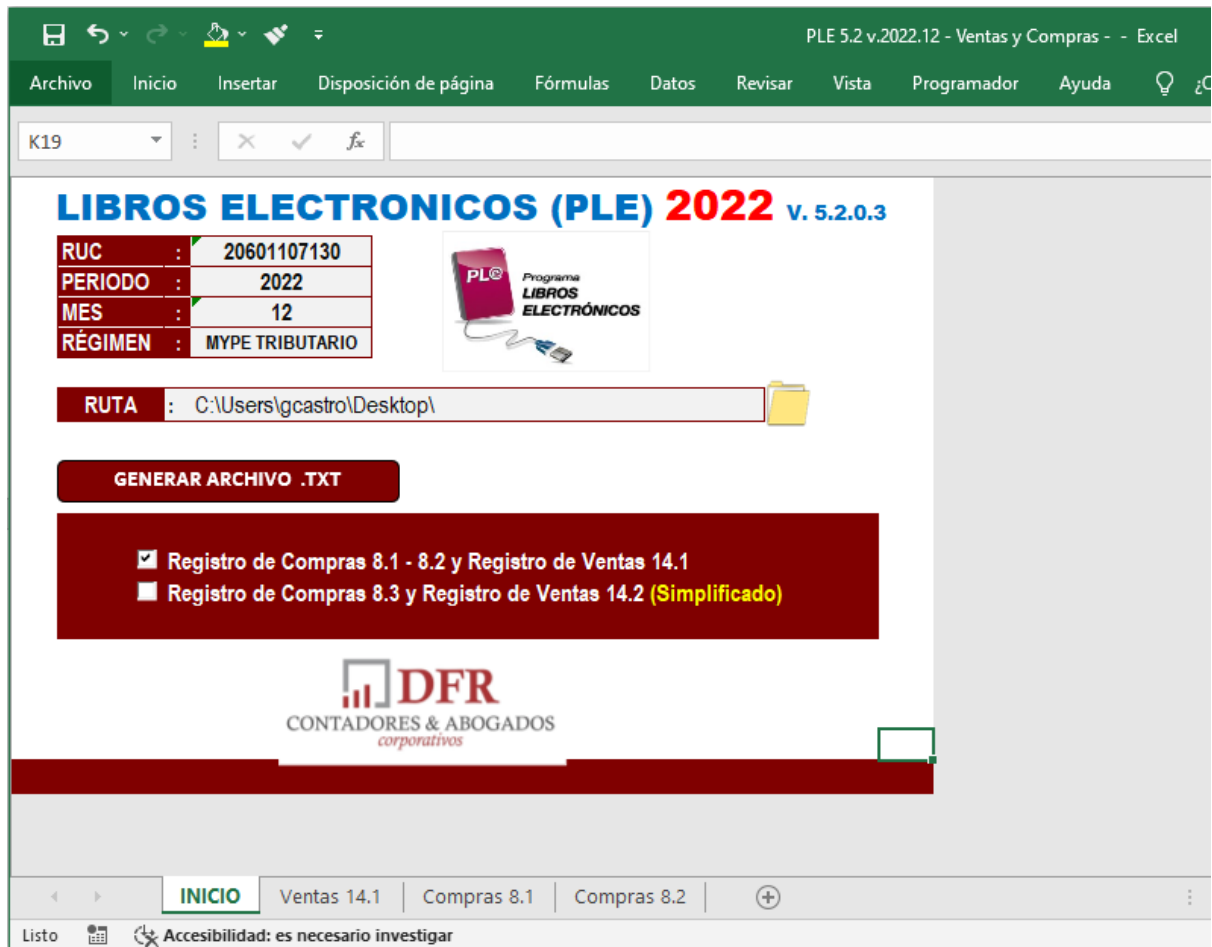 PLE 5.2 v.2022.12 - Ventas y Compras - - Excel
Archivo Inicio Insertar Disposición de página Fórmulas Datos Revisar Vista Programador Ayuda
K19 fx
LIBROS ELECTRONICOS (PLE) 2022 V. 5.2.0.3
RUC : 20601107130
PERIODO : 2022
MES : 12
RÉGIMEN : MYPE TRIBUTARIO
PL@ Programa
LIBROS
ELECTRÓNICOS
RUTA : C:\Users\gcastro\Desktop\
GENERAR ARCHIVO .TXT
Registro de Compras 8.1 - 8.2 y Registro de Ventas 14.1
Registro de Compras 8.3 y Registro de Ventas 14.2 (Simplificado)
DFR
CONTADORES & ABOGADOS
corporativos
INICIO Ventas 14.1 Compras 8.1 Compras 8.2
Listo Accesibilidad: es necesario investigar